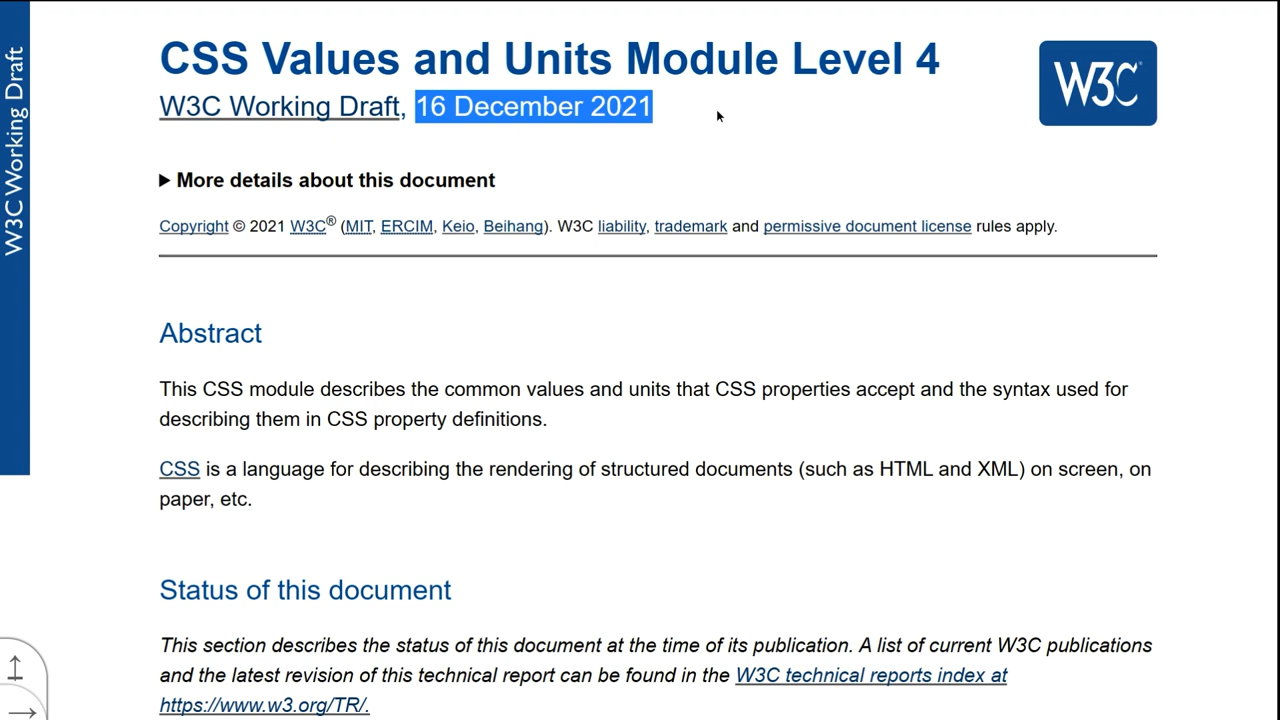 W3C Working Draft
CSS Values and Units Module Level 4
W3C
W3C Working Draft, 16 December 2021
▶ More details about this document
Copyright © 2021 W3C® (MIT, ERCIM, Keio, Beihang). W3C liability, trademark and permissive document license rules apply.
Abstract
This CSS module describes the common values and units that CSS properties accept and the syntax used for
describing them in CSS property definitions.
CSS is a language for describing the rendering of structured documents (such as HTML and XML) on screen, on
paper, etc.
Status of this document
This section describes the status of this document at the time of its publication. A list of current W3C publications
and the latest revision of this technical report can be found in the W3C technical reports index at
https://www.w3.org/TR/.